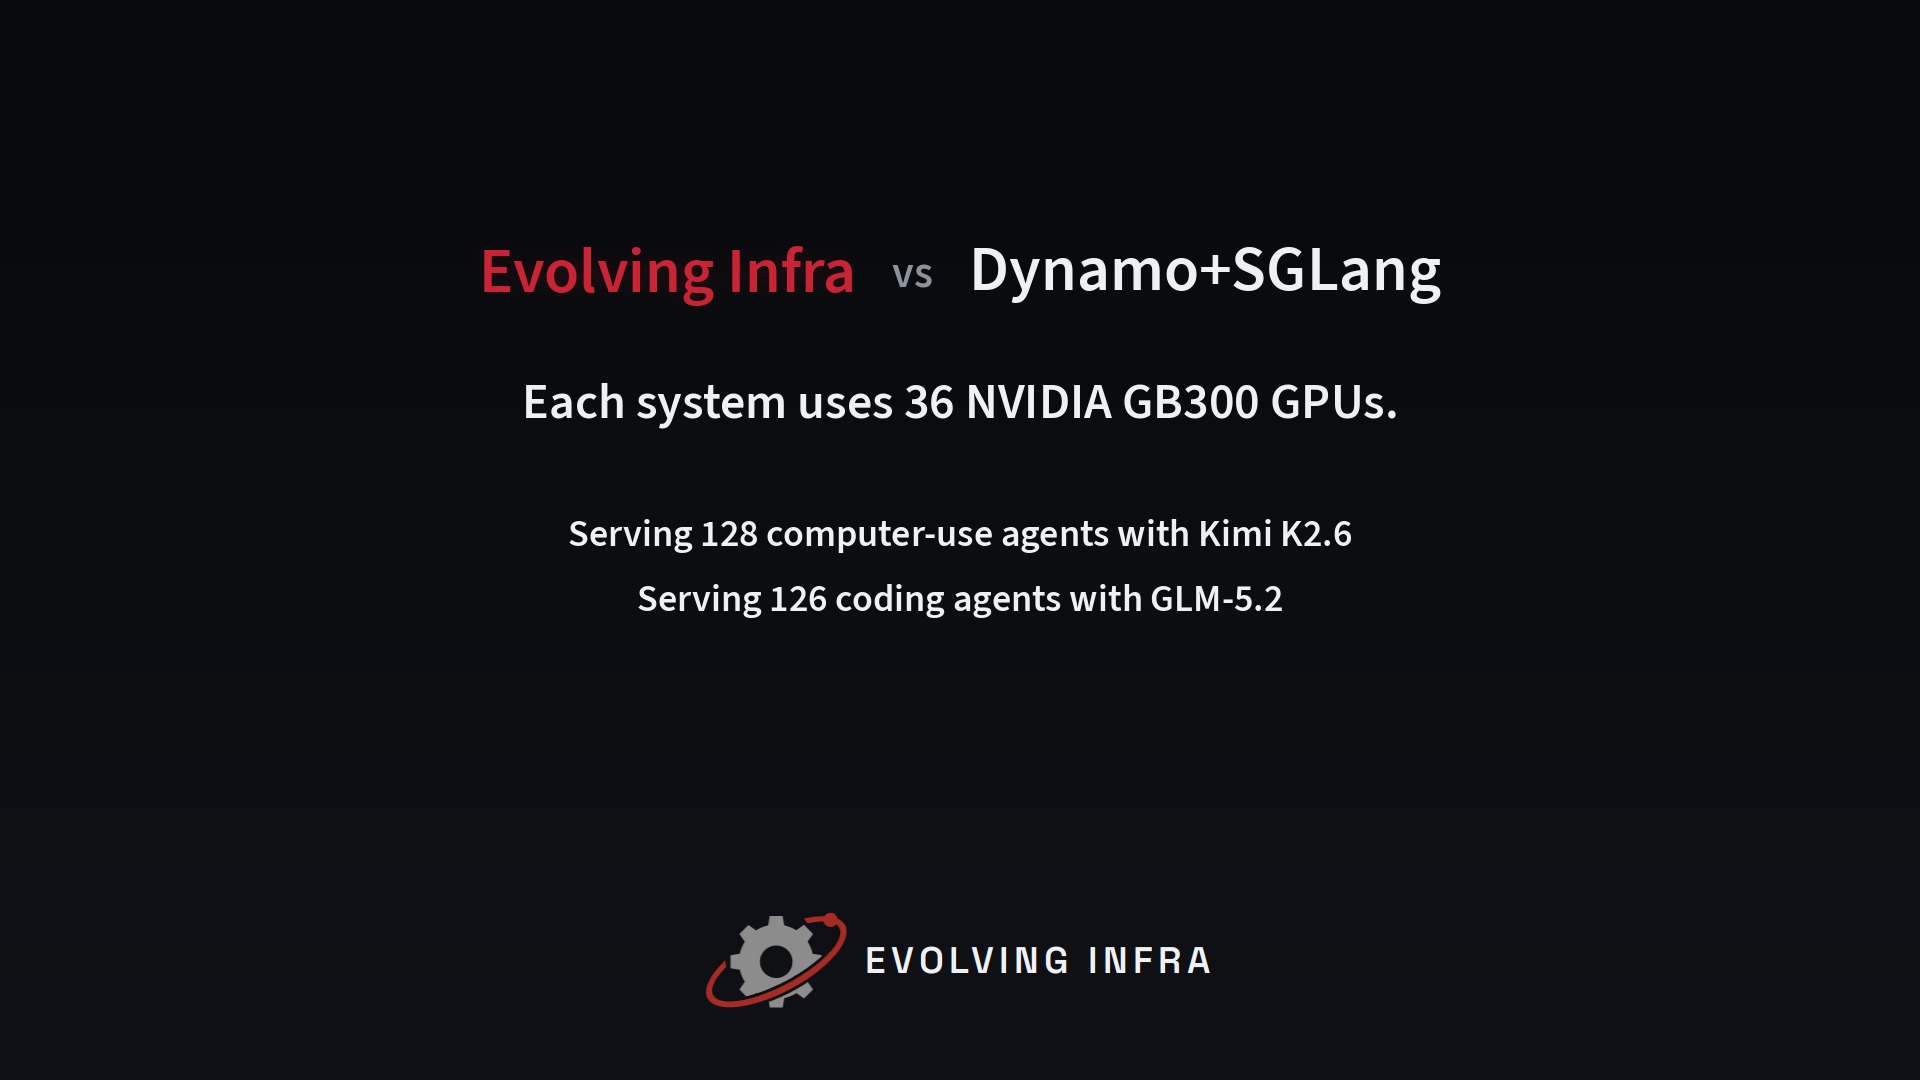 Evolving Infra vs Dynamo+SGLang
Each system uses 36 NVIDIA GB300 GPUs.
Serving 128 computer-use agents with Kimi K2.6
Serving 126 coding agents with GLM-5.2
EVOLVING INFRA